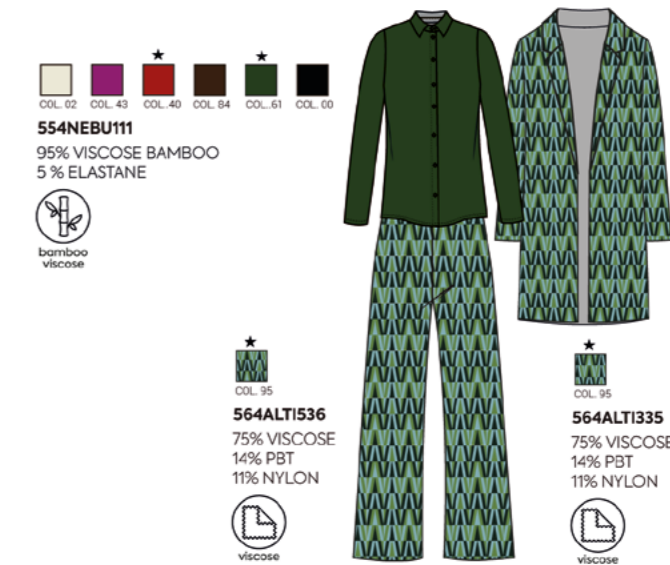 COL. 02 COL. 43 COL. 40 COL. 84 COL. 61 COL. 00
554NEBU111
95% VISCOSE BAMBOO
5 % ELASTANE
bamboo
viscose
COL. 95
564ALTI536
75% VISCOSE
14% PBT
11% NYLON
viscose
COL. 95
564ALTI335
75% VISCOSE
14% PBT
11% NYLON
viscose